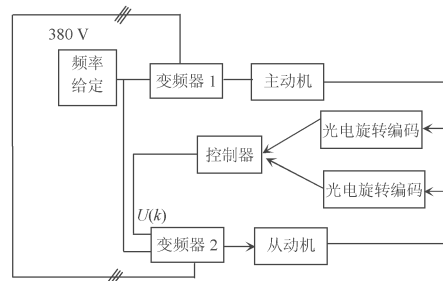 380 V
频率
给定
变频器 1
主动机
光电旋转编码
控制器
光电旋转编码
U(k)
变频器 2
从动机